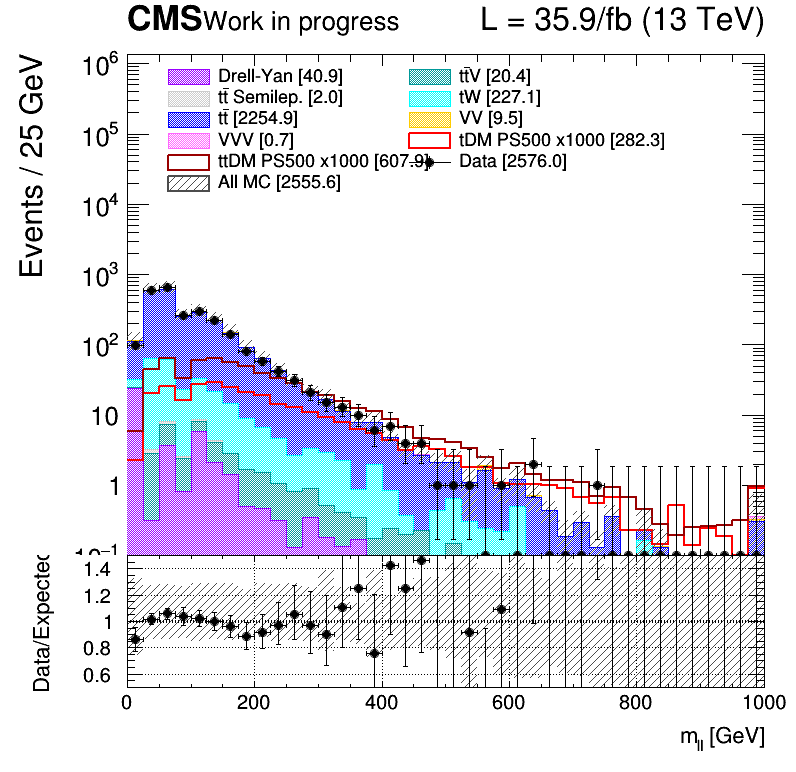 CMS Work in progress L = 35.9/fb (13 TeV)
Events / 25 GeV
10⁶
10⁵
10⁴
10³
10²
10
1
10⁻¹
Drell-Yan [40.9] tt̄V [20.4]
tt̄ Semilep. [2.0] tW [227.1]
tt̄ [2254.9] VV [9.5]
VVV [0.7] tDM PS500 x1000 [282.3]
ttDM PS500 x1000 [607.9] Data [2576.0]
All MC [2555.6]
Data/Expected
1.4
1.2
1
0.8
0.6
0 200 400 600 800 1000
m_ll [GeV]